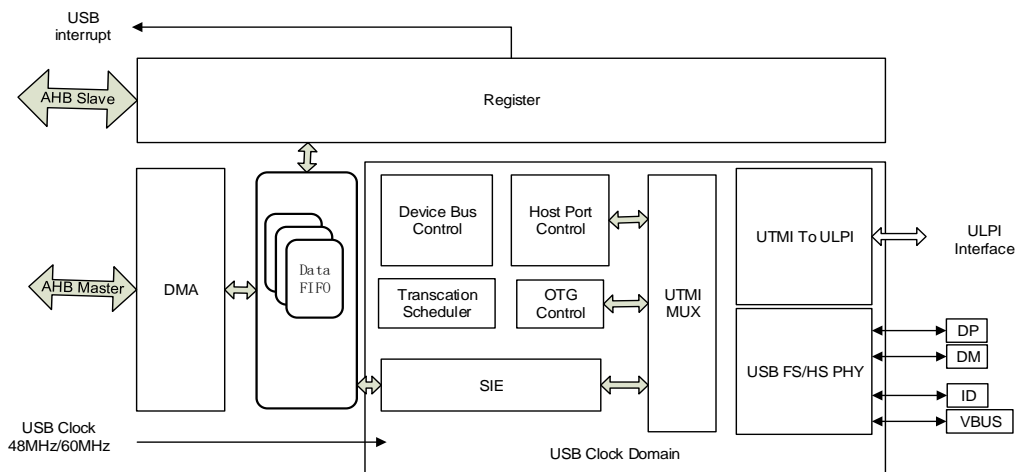 USB
interrupt
AHB Slave
Register
Device Bus
Control
Host Port
Control
UTMI To ULPI
ULPI
Interface
AHB Master
DMA
Data
FIFO
Transcation
Scheduler
OTG
Control
UTMI
MUX
USB FS/HS PHY
DP
DM
ID
VBUS
SIE
USB Clock
48MHz/60MHz
USB Clock Domain